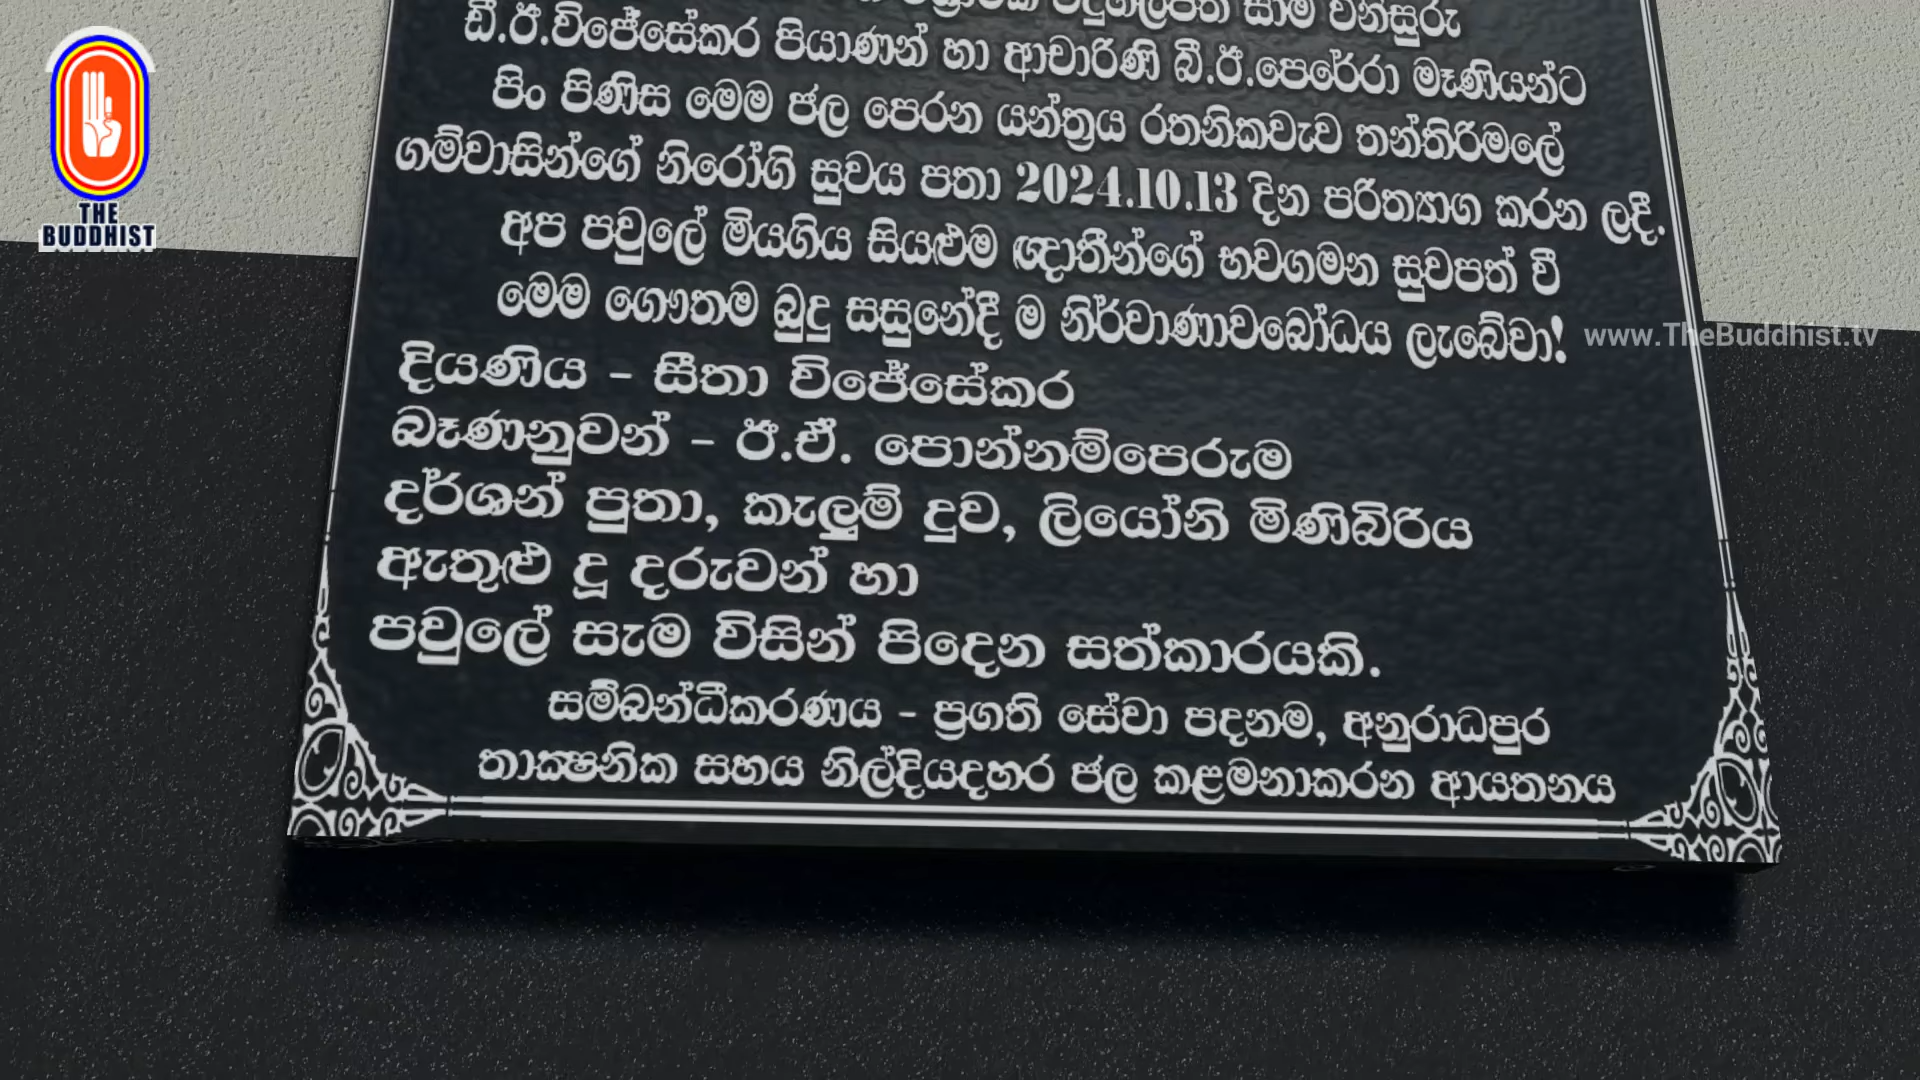 සාම විනිසුරු
ඩී.ඊ.විජේසේකර පියාණන් හා ආචාරිණි බී.ඊ.පෙරේරා මෑණියන්ට
පිං පිණිස මෙම ජල පෙරන යන්ත්‍රය රතනිකවැව තන්තිරිමලේ
ගම්වාසින්ගේ නිරෝගි සුවය පතා 2024.10.13 දින පරිත්‍යාග කරන ලදී.
අප පවුලේ මියගිය සියළුම ඥාතීන්ගේ භවගමන සුවපත් වී
මෙම ගෞතම බුදු සසුනේදී ම නිර්වාණාවබෝධය ලැබේවා!
දියණිය - සීතා විජේසේකර
බෑණනුවන් - ඊ.ඒ. පොන්නම්පෙරුම
දර්ශන් පුතා, කැලුම් දුව, ලියෝනි මිණිබිරිය
ඇතුළු දූ දරුවන් හා
පවුලේ සැම විසින් පිදෙන සත්කාරයකි.
සම්බන්ධීකරණය - ප්‍රගති සේවා පදනම, අනුරාධපුර
තාක්ෂනික සහය නිල්දියදහර ජල කළමනාකරන ආයතනය
THE
BUDDHIST
www.TheBuddhist.tv